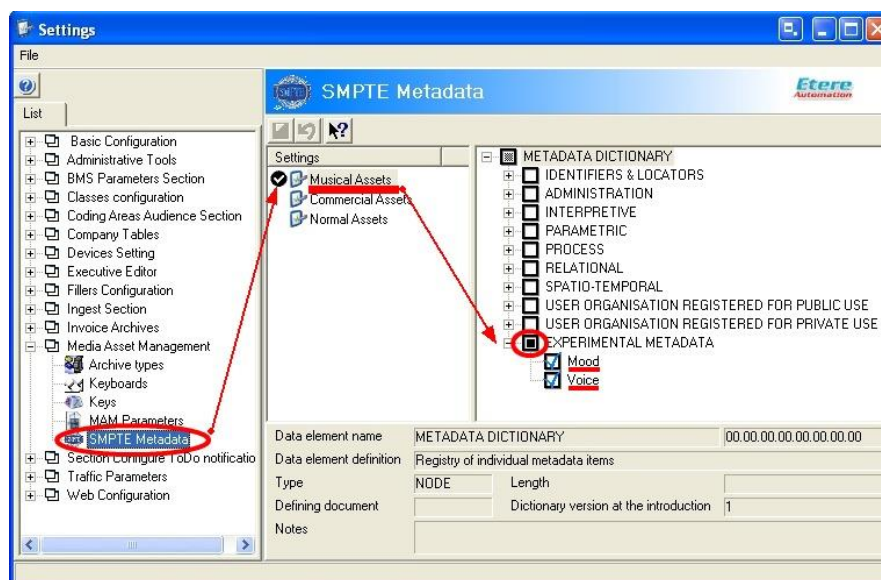 Settings
File
List
Basic Configuration
Administrative Tools
BMS Parameters Section
Classes configuration
Coding Areas Audience Section
Company Tables
Devices Setting
Executive Editor
Fillers Configuration
Ingest Section
Invoice Archives
Media Asset Management
Archive types
Keyboards
Keys
MAM Parameters
SMPTE Metadata
Section Configure ToDo notificatio
Traffic Parameters
Web Configuration
SMPTE Metadata
Etere
Automation
Settings
Musical Assets
Commercial Assets
Normal Assets
METADATA DICTIONARY
IDENTIFIERS & LOCATORS
ADMINISTRATION
INTERPRETIVE
PARAMETRIC
PROCESS
RELATIONAL
SPATIO-TEMPORAL
USER ORGANISATION REGISTERED FOR PUBLIC USE
USER ORGANISATION REGISTERED FOR PRIVATE USE
EXPERIMENTAL METADATA
Mood
Voice
Data element name METADATA DICTIONARY 00.00.00.00.00.00.00.00
Data element definition Registry of individual metadata items
Type NODE Length
Defining document Dictionary version at the introduction 1
Notes